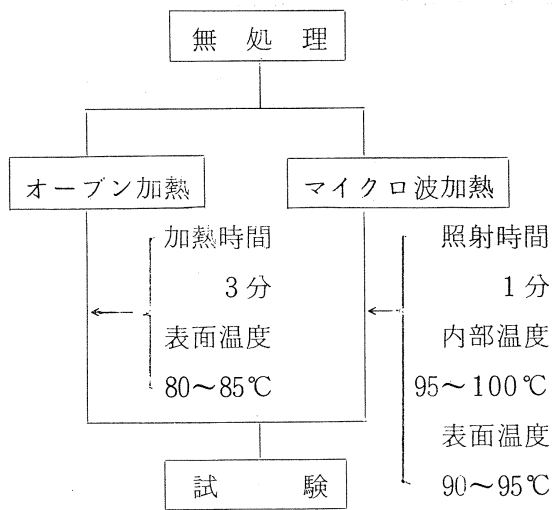 無処理
オーブン加熱
加熱時間
3分
表面温度
80~85℃
マイクロ波加熱
照射時間
1分
内部温度
95~100℃
表面温度
90~95℃
試験